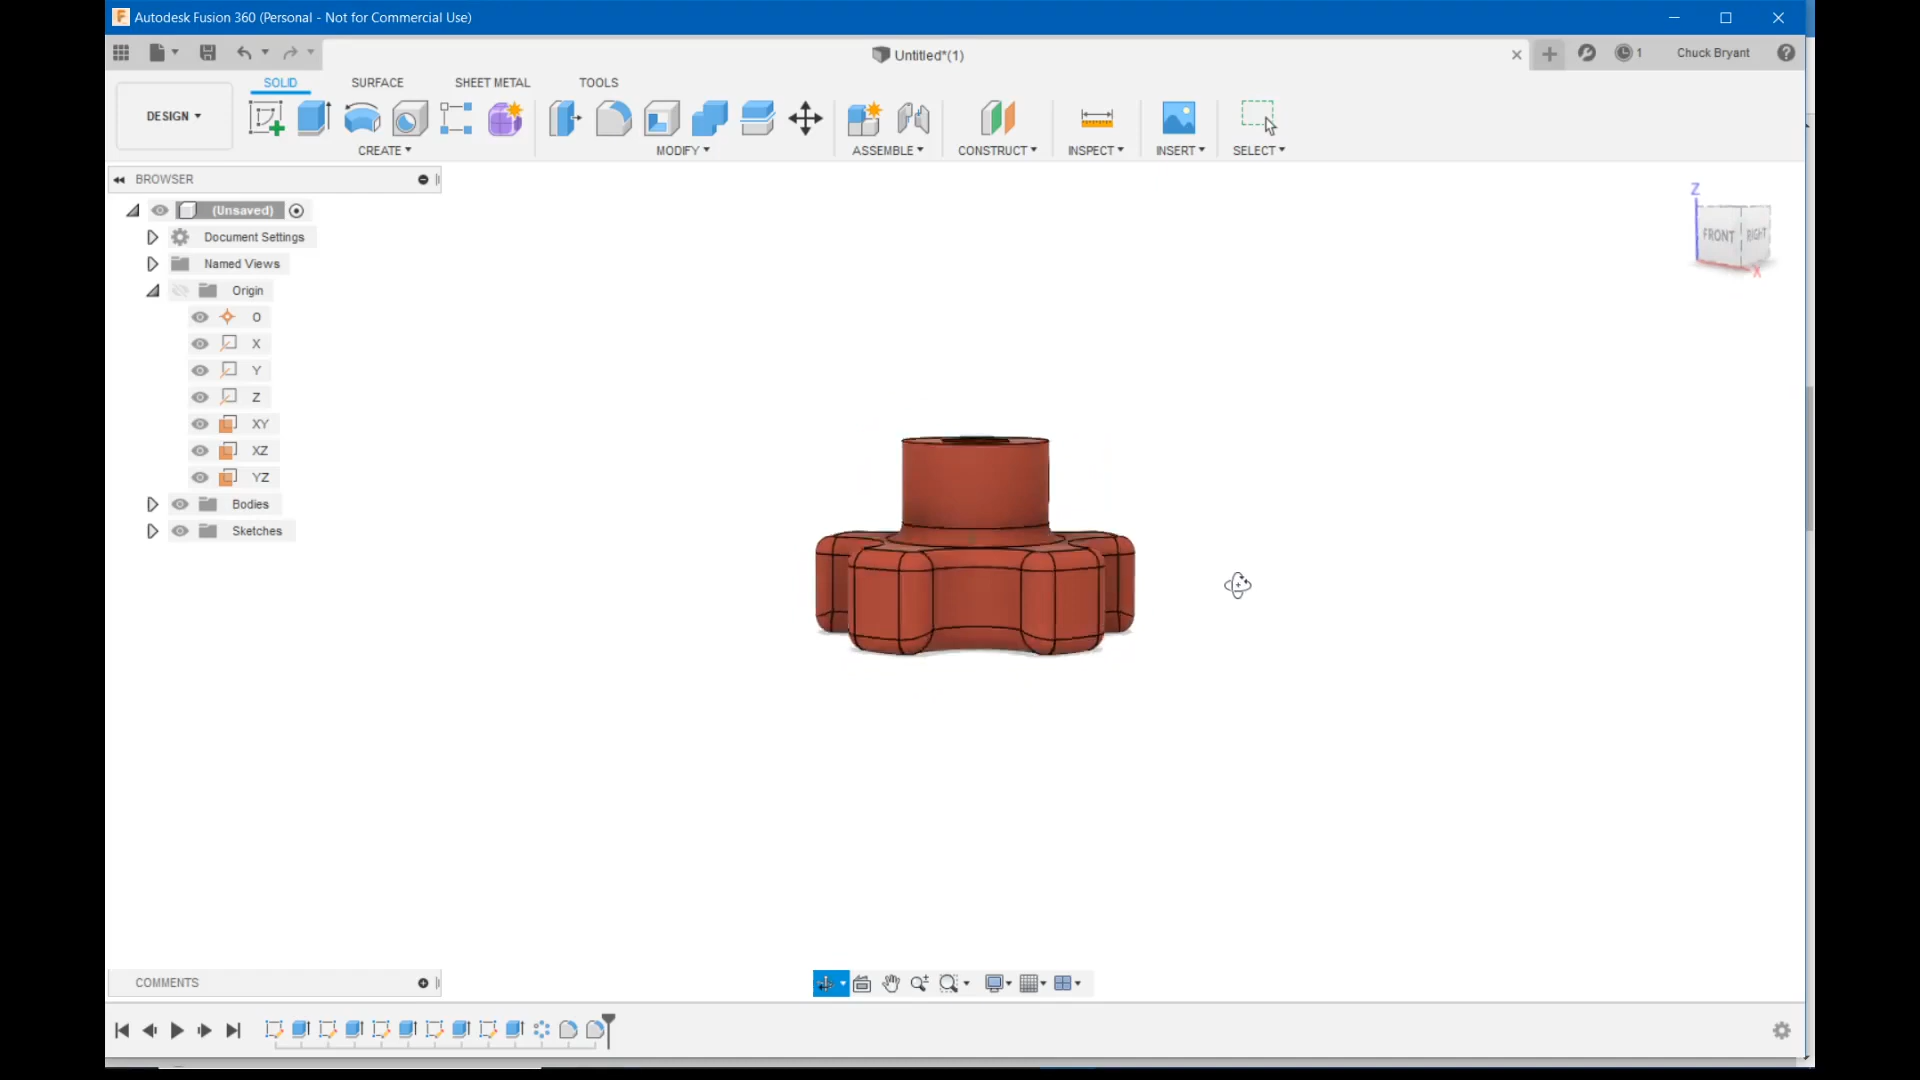 Autodesk Fusion 360 (Personal - Not for Commercial Use)
Untitled*(1)
1
Chuck Bryant
SOLID
SURFACE
SHEET METAL
TOOLS
DESIGN
CREATE
MODIFY
ASSEMBLE
CONSTRUCT
INSPECT
INSERT
SELECT
BROWSER
(Unsaved)
Document Settings
Named Views
Origin
O
X
Y
Z
XY
XZ
YZ
Bodies
Sketches
Z
FRONT
RIGHT
X
COMMENTS